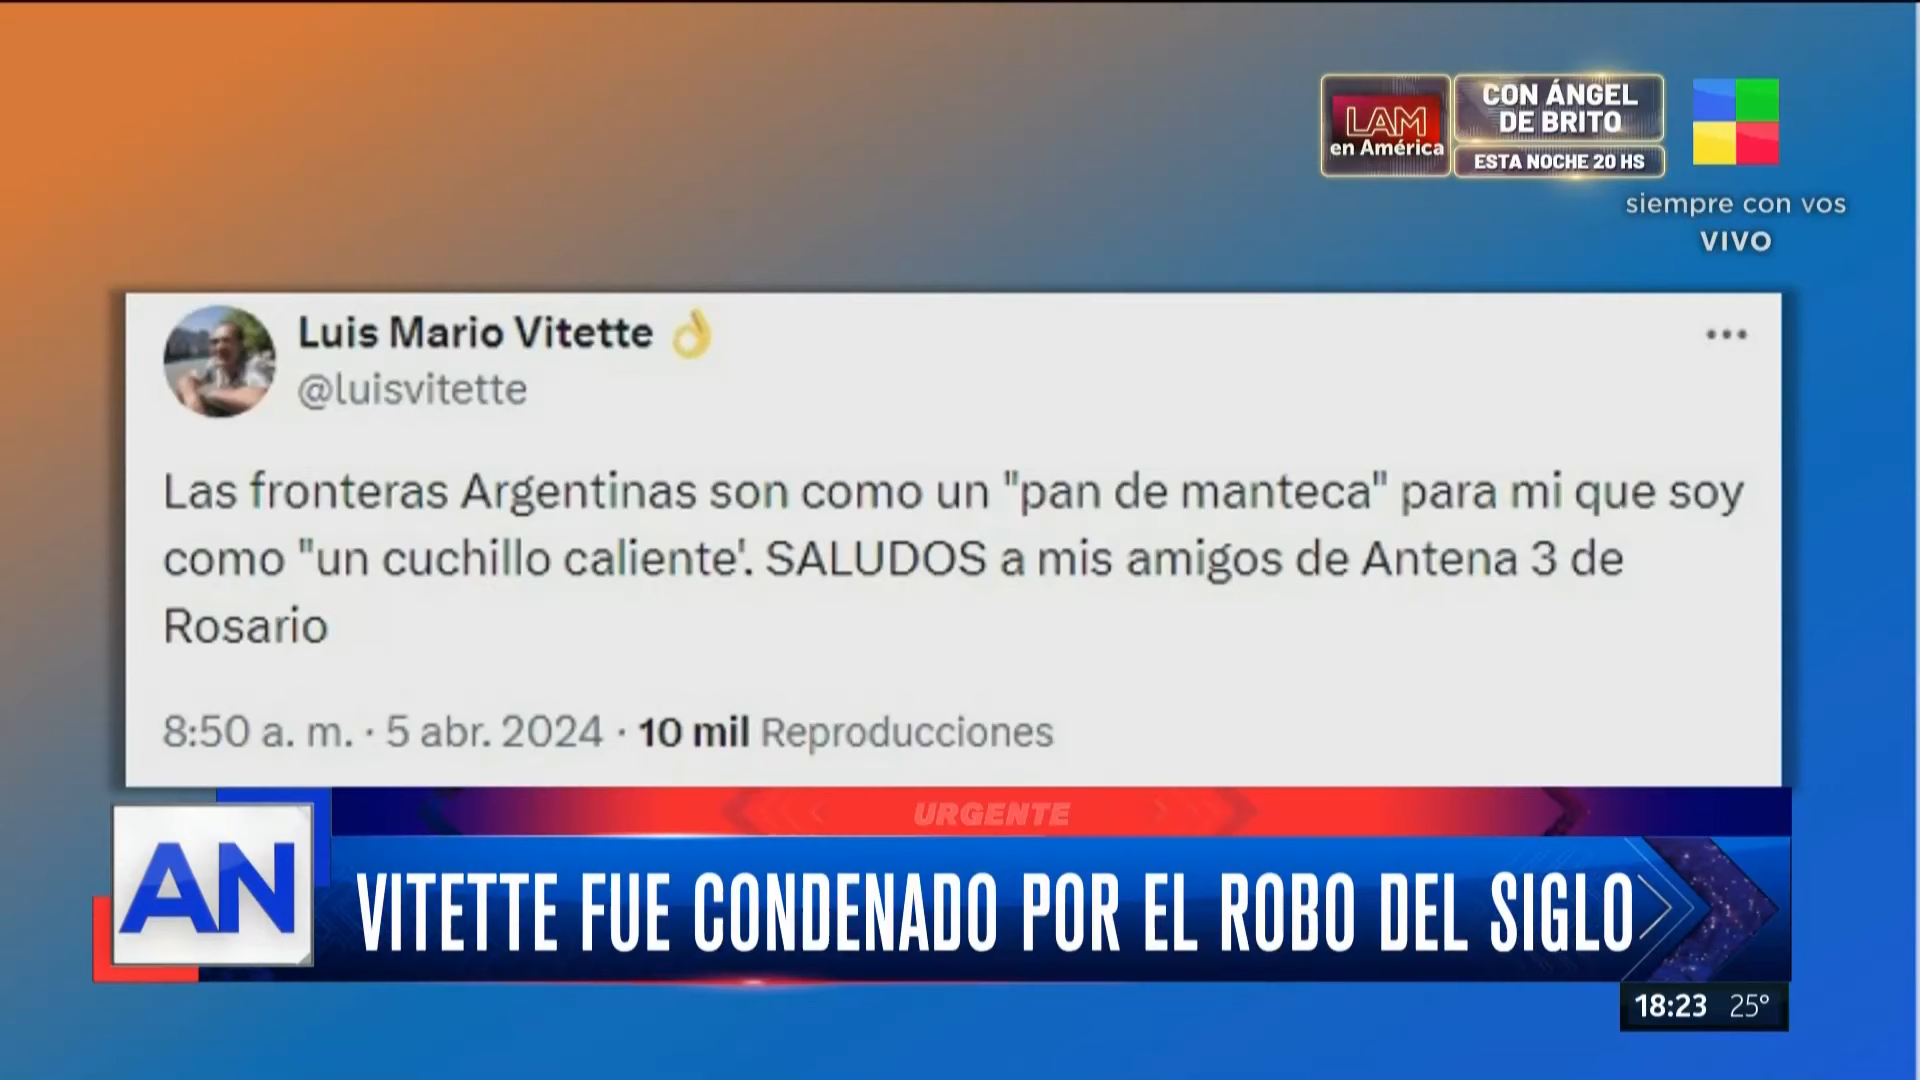 LAM
en América
CON ÁNGEL
DE BRITO
ESTA NOCHE 20 HS
siempre con vos
VIVO
Luis Mario Vitette 👌
@luisvitette
Las fronteras Argentinas son como un "pan de manteca" para mi que soy
como "un cuchillo caliente'. SALUDOS a mis amigos de Antena 3 de
Rosario
8:50 a. m. · 5 abr. 2024 · 10 mil Reproducciones
URGENTE
AN
VITETTE FUE CONDENADO POR EL ROBO DEL SIGLO
18:23 25°